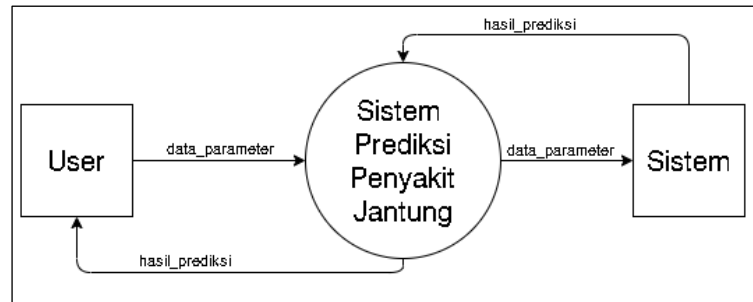 hasil_prediksi
User
data_parameter
Sistem
Prediksi
Penyakit
Jantung
data_parameter
Sistem
hasil_prediksi